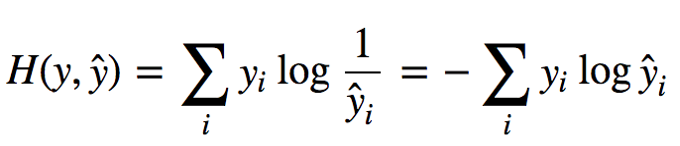 H(y, ŷ) = ∑_i y_i log 1/ŷ_i = − ∑_i y_i log ŷ_i